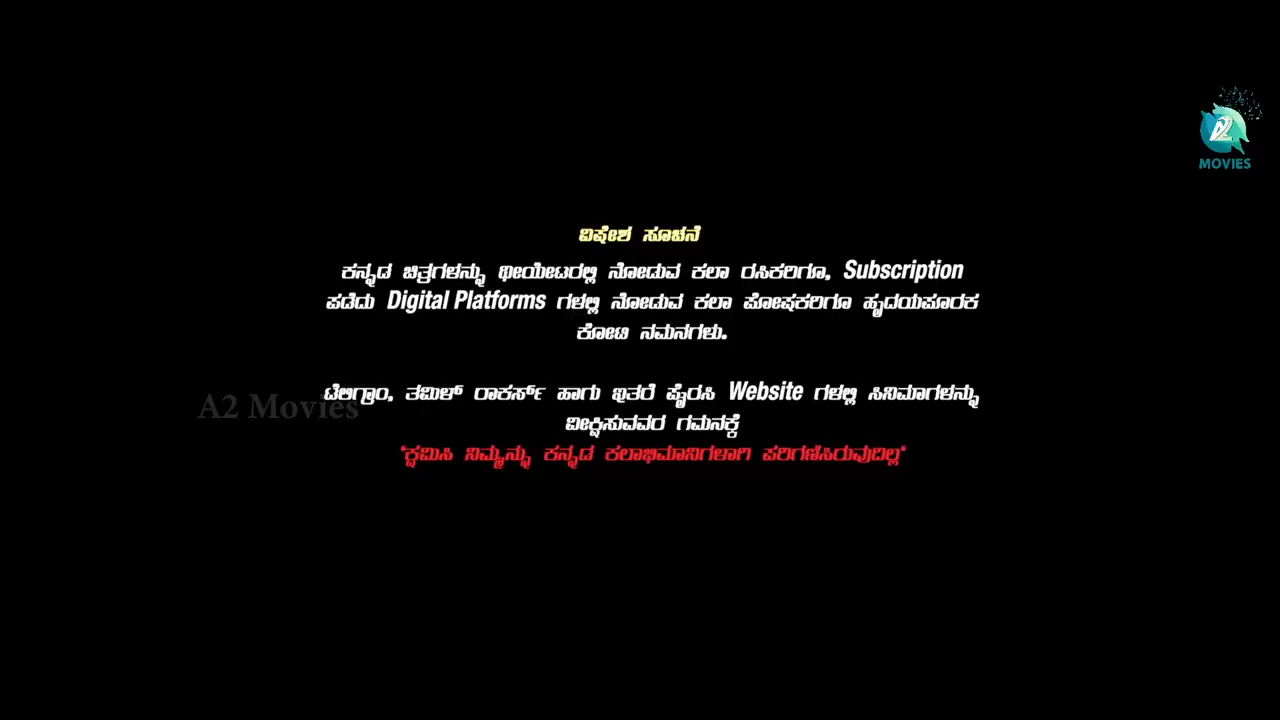 ವಿಷೇಶ ಸೂಚನೆ
ಕನ್ನಡ ಚಿತ್ರಗಳನ್ನು ಥೀಯೇಟರಲ್ಲಿ ನೋಡುವ ಕಲಾ ರಸಿಕರಿಗೂ, Subscription
ಪಡೆದು Digital Platforms ಗಳಲ್ಲಿ ನೋಡುವ ಕಲಾ ಪೋಷಕರಿಗೂ ಹೃದಯಪೂರಕ
ಕೋಟಿ ನಮನಗಳು.
ಟೆಲಿಗ್ರಾಂ, ತಮಿಳ್ ರಾಕರ್ಸ್ ಹಾಗು ಇತರೆ ಪೈರಸಿ Website ಗಳಲ್ಲಿ ಸಿನಿಮಾಗಳನ್ನು
ವೀಕ್ಷಿಸುವವರ ಗಮನಕ್ಕೆ
"ಕ್ಷಮಿಸಿ ನಿಮ್ಮನ್ನು ಕನ್ನಡ ಕಲಾಭಿಮಾನಿಗಳಾಗಿ ಪರಿಗಣಿಸಿರುವುದಿಲ್ಲ"
A2 Movies
A2
MOVIES